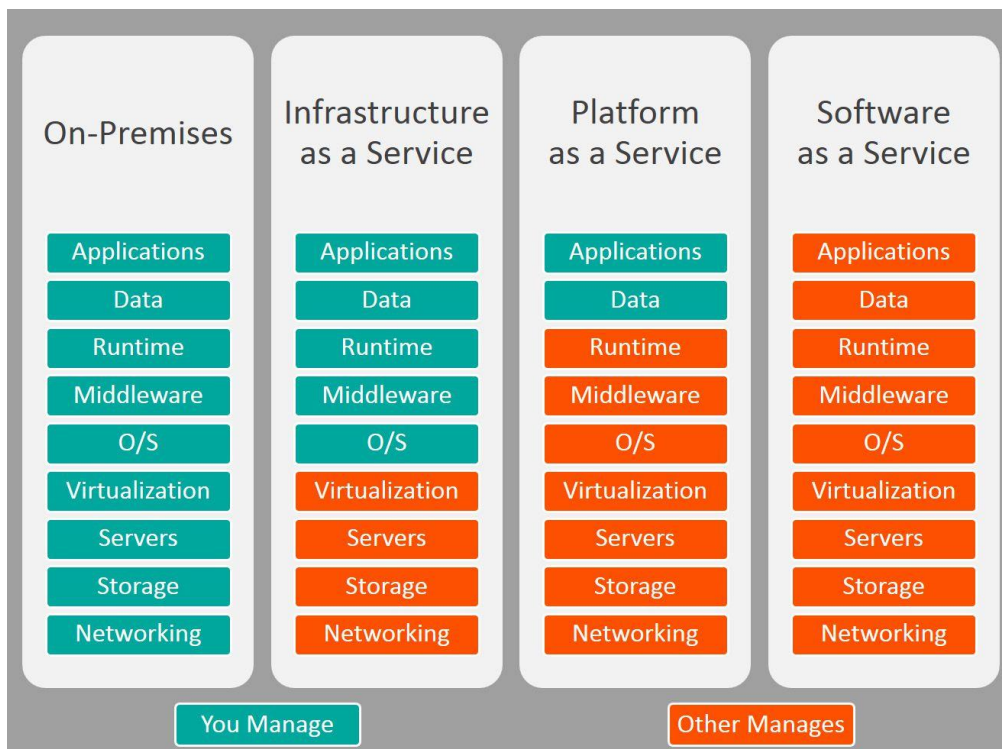 On-Premises
Applications
Data
Runtime
Middleware
O/S
Virtualization
Servers
Storage
Networking
Infrastructure
as a Service
Applications
Data
Runtime
Middleware
O/S
Virtualization
Servers
Storage
Networking
Platform
as a Service
Applications
Data
Runtime
Middleware
O/S
Virtualization
Servers
Storage
Networking
Software
as a Service
Applications
Data
Runtime
Middleware
O/S
Virtualization
Servers
Storage
Networking
You Manage
Other Manages